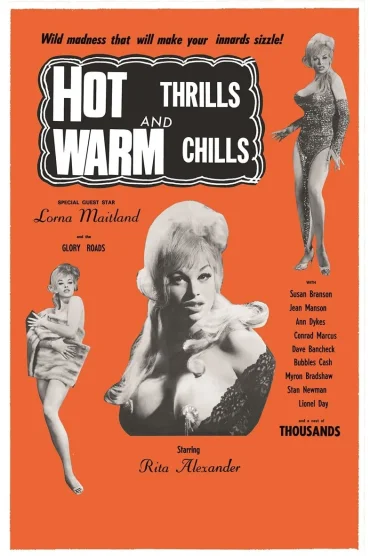 Wild madness that will make your innards sizzle!
HOT THRILLS
AND
WARM CHILLS
SPECIAL GUEST STAR
Lorna Maitland
and the
GLORY ROADS
WITH
Susan Branson
Jean Manson
Ann Dykes
Conrad Marcus
Dave Bancheck
Bubbles Cash
Myron Bradshaw
Stan Newman
Lionel Day
and a cast of
THOUSANDS
Starring
Rita Alexander